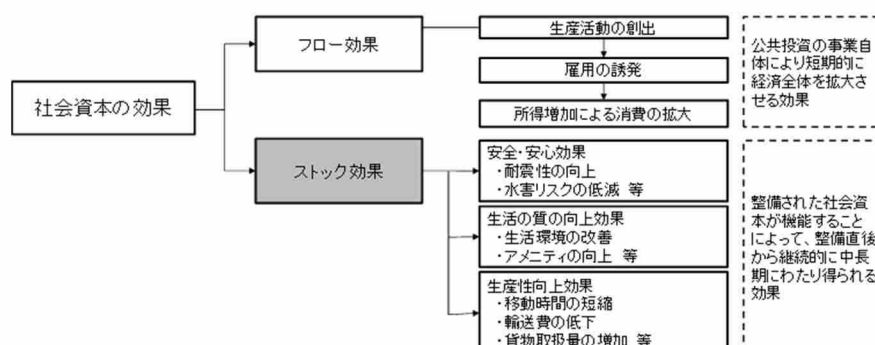 社会資本の効果
フロー効果
生産活動の創出
雇用の誘発
所得増加による消費の拡大
公共投資の事業自
体により短期的に
経済全体を拡大さ
せる効果
ストック効果
安全・安心効果
・耐震性の向上
・水害リスクの低減 等
生活の質の向上効果
・生活環境の改善
・アメニティの向上 等
生産性向上効果
・移動時間の短縮
・輸送費の低下
・貨物取扱量の増加 等
整備された社会資
本が機能すること
によって、整備直後
から継続的に中長
期にわたり得られる
効果